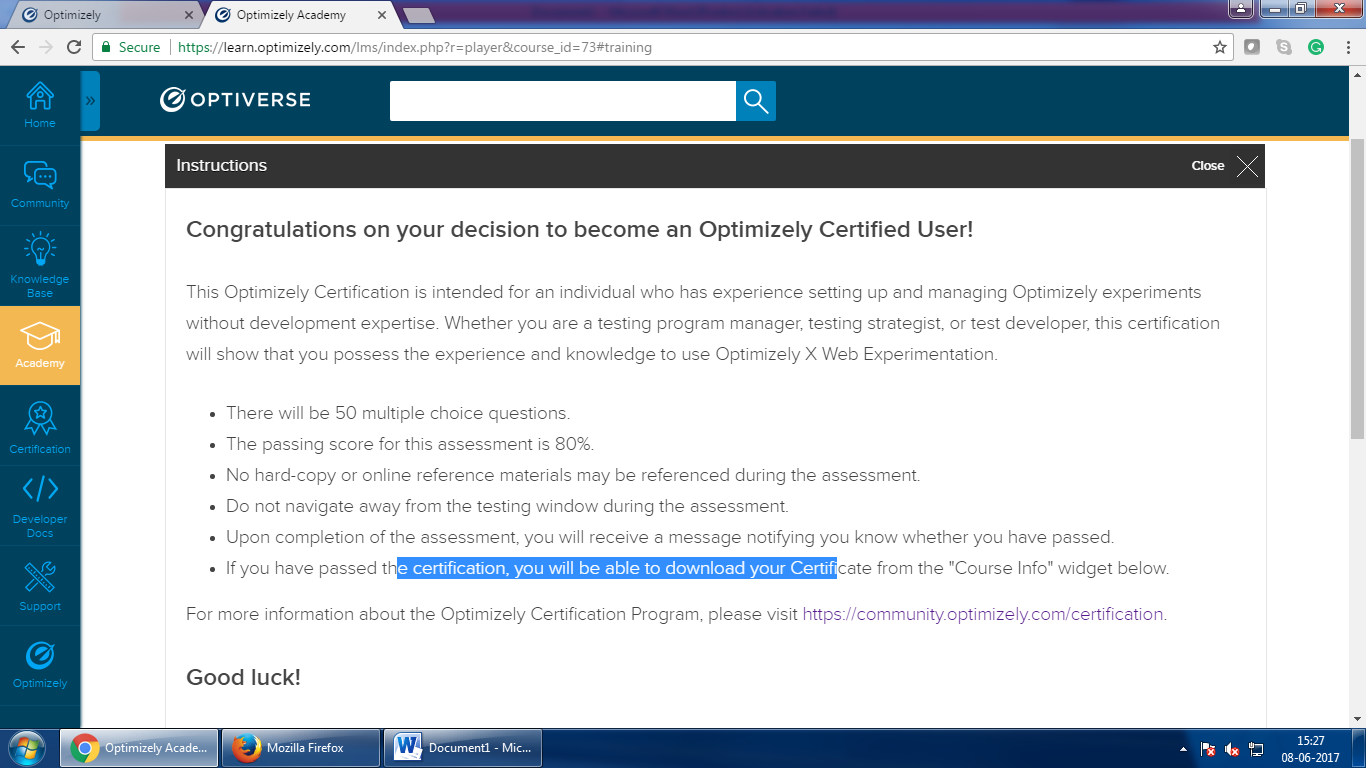 Optimizely
Optimizely Academy
Secure
https://learn.optimizely.com/lms/index.php?r=player&course_id=73#training
Home
Community
Knowledge
Base
Academy
Certification
Developer
Docs
Support
Optimizely
»
OPTIVERSE
Instructions
Close
Congratulations on your decision to become an Optimizely Certified User!
This Optimizely Certification is intended for an individual who has experience setting up and managing Optimizely experiments
without development expertise. Whether you are a testing program manager, testing strategist, or test developer, this certification
will show that you possess the experience and knowledge to use Optimizely X Web Experimentation.
• There will be 50 multiple choice questions.
• The passing score for this assessment is 80%.
• No hard-copy or online reference materials may be referenced during the assessment.
• Do not navigate away from the testing window during the assessment.
• Upon completion of the assessment, you will receive a message notifying you know whether you have passed.
• If you have passed the certification, you will be able to download your Certificate from the "Course Info" widget below.
For more information about the Optimizely Certification Program, please visit https://community.optimizely.com/certification.
Good luck!
Optimizely Acade...
Mozilla Firefox
Document1 - Mic...
15:27
08-06-2017